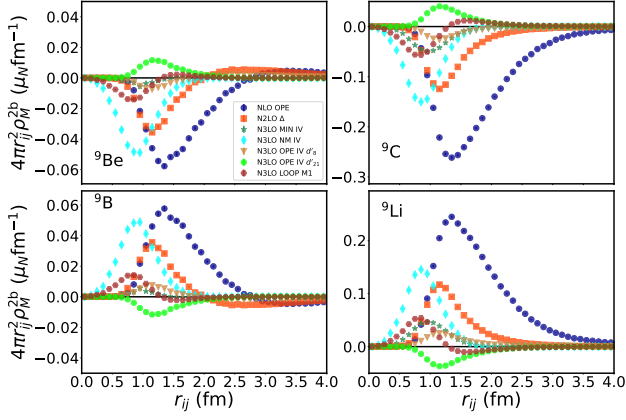 4πr²ᵢⱼρ²ᵇ_M (μ_N fm⁻¹)
0.04
0.02
0.00
−0.02
−0.04
−0.06
⁹Be
NLO OPE
N2LO Δ
N3LO MIN IV
N3LO NM IV
N3LO OPE IV d′₈
N3LO OPE IV d′₂₁
N3LO LOOP M1
0.0
−0.1
−0.2
−0.3
⁹C
4πr²ᵢⱼρ²ᵇ_M (μ_N fm⁻¹)
0.06
0.04
0.02
0.00
−0.02
−0.04
⁹B
0.0 0.5 1.0 1.5 2.0 2.5 3.0 3.5 4.0
rᵢⱼ (fm)
0.2
0.1
0.0
⁹Li
0.0 0.5 1.0 1.5 2.0 2.5 3.0 3.5 4.0
rᵢⱼ (fm)